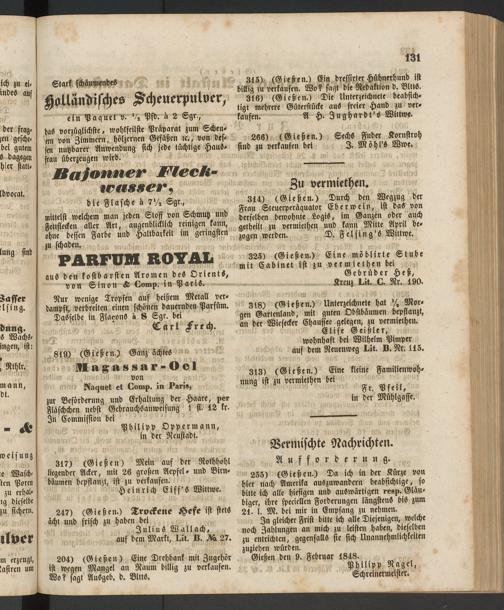 131
Stark schäumendes
Holländisches Scheuerpulver,
ein Paquet v. ½ Pfd. à 2 Sgr.,
das vorzüglichste, wohlfeilste Präparat zum Scheu-
ern von Zimmern, hölzernen Gefäßen ꝛc., von des-
sen Anwendung sich jede tüchtige Haus-
frau überzeugen wird.
Bajonner Fleck-
wasser,
die Flasche à 7½ Sgr.,
mittelst welchem man jeden Stoff von Schmutz und
Fettflecken aller Art, augenblicklich reinigen kann,
ohne dessen Farbe und Haltbarkeit im geringsten
zu schaden.
PARFUM ROYAL
aus den kostbarsten Aromen des Orients,
von Sinou & Comp. in Paris.
Nur wenige Tropfen auf heißem Metall ver-
dampft, verbreiten einen schönen dauernden Parfüm.
Dasselbe in Flacons à 8 Sgr. bei
Carl Frech.
819) (Gießen.) Ganz ächtes
Magassar-Oel
von
Naquet et Comp. in Paris,
zur Beförderung und Erhaltung der Haare, per
Fläschchen nebst Gebrauchsanweisung 1 fl. 12 kr.
In Commission bei
Philipp Oppermann,
in der Neustadt.
317) (Gießen) Mein auf der Rothhohl
liegender Acker, mit 26 großen Aepfel- und Birn-
bäumen bepflanzt, ist zu verkaufen.
Heinrich Eiff's Wittwe.
247) (Gießen.) Trockene Hefe ist stets
ächt und frisch zu haben bei
Julius Wallach,
auf dem Markt, Lit. B. № 27.
204) (Gießen) Eine Drehbank mit Zugehör
ist wegen Mangel an Raum billig zu verkaufen.
Wo? sagt Ausgeb. d. Bltts.
315) (Gießen.) Ein dressirter Hühnerhund ist
billig zu verkaufen. Wo? sagt die Redaktion d. Bltts.
316) (Gießen.) Die Unterzeichnete beabsich-
tigt mehrere Güterstücke aus freier Hand zu ver-
kaufen. A H. Jughardt's Wittwe.
266) (Gießen.) Sechs Fuder Kornstroh
sind zu verkaufen bei J. Möhl's Wwe.
Zu vermiethen.
314) (Gießen.) Durch den Wegzug der
Frau Steuerperäquator Eberwein, ist das von
derselben bewohnte Logis, im Ganzen oder auch
getheilt zu vermiethen und kann Mitte April be-
zogen werden. D. Felsing's Wittwe.
325) (Gießen.) Eine möblirte Stube
mit Cabinet ist zu vermiethen bei
Gebrüder Heß,
Kreuz Lit. C. Nr. 190.
318) (Gießen.) Unterzeichnete hat ¾ Mor-
gen Gartenland, mit guten Obstbäumen bepflanzt,
an der Wiesecker Chaussee gelegen, zu vermiethen.
Elise Geißler,
wohnhaft bei Wilhelm Pimper
auf dem Neuenweg Lit. B. Nr. 115.
313) (Gießen.) Eine kleine Familienwoh-
nung ist zu vermiethen bei
Fr. Pfeil,
in der Mühlgasse.
Vermischte Nachrichten.
Aufforderung.
255) (Gießen.) Da ich in der Kürze von
hier nach Amerika auszuwandern beabsichtige, so
bitte ich alle hiesigen und auswärtigen resp. Gläu-
biger, ihre speciellen Forderungen längstens bis zum
21. l. M. bei mir in Empfang zu nehmen.
In gleicher Frist bitte ich alle Diejenigen, welche
noch Zahlungen an mich zu leisten haben, dieselben
zu entrichten, gegenfalls sie sich Unannehmlichkeiten
zuziehen würden.
Gießen den 9. Februar 1848.
Philipp Nagel,
Schreinermeister.